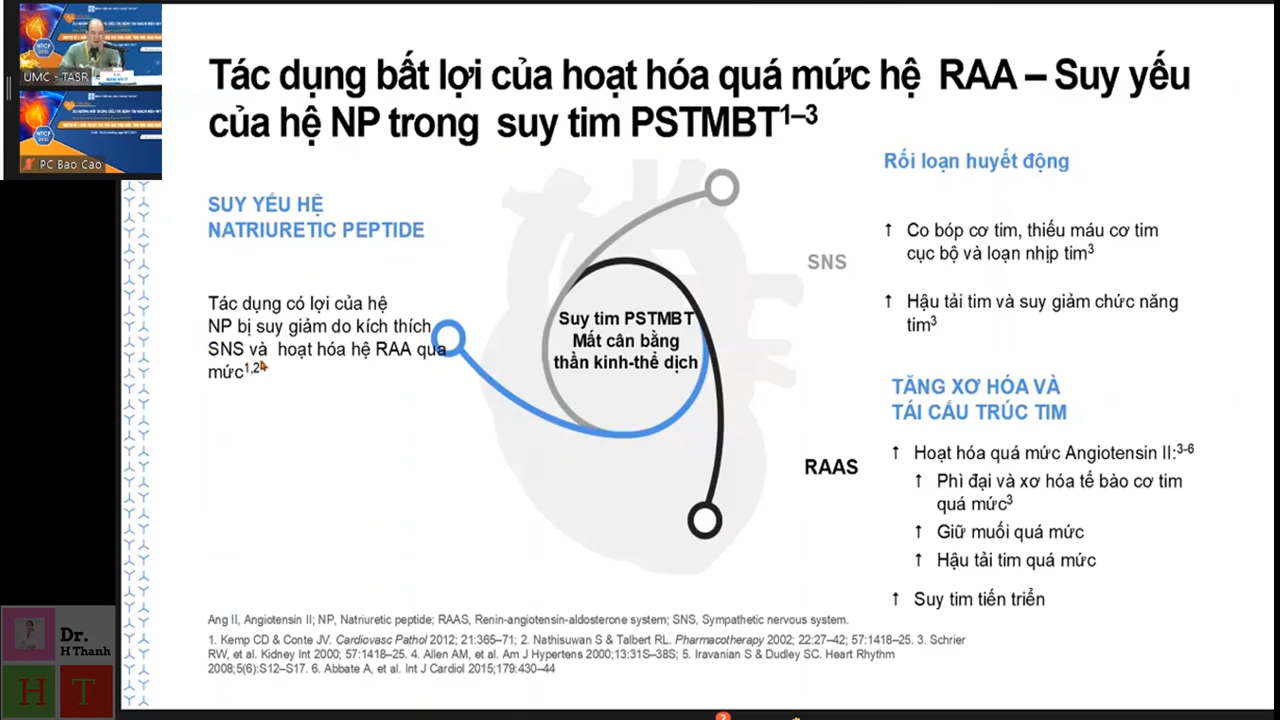 UMC - TASR
PC Bao Cao
Tác dụng bất lợi của hoạt hóa quá mức hệ RAA – Suy yếu
của hệ NP trong suy tim PSTMBT1–3
SUY YẾU HỆ
NATRIURETIC PEPTIDE
Tác dụng có lợi của hệ
NP bị suy giảm do kích thích
SNS và hoạt hóa hệ RAA quá
mức1,2
Suy tim PSTMBT
Mất cân bằng
thần kinh-thể dịch
SNS
RAAS
Rối loạn huyết động
↑ Co bóp cơ tim, thiếu máu cơ tim
cục bộ và loạn nhịp tim3
↑ Hậu tải tim và suy giảm chức năng
tim3
TĂNG XƠ HÓA VÀ
TÁI CẤU TRÚC TIM
↑ Hoạt hóa quá mức Angiotensin II:3-6
↑ Phì đại và xơ hóa tế bào cơ tim
quá mức3
↑ Giữ muối quá mức
↑ Hậu tải tim quá mức
↑ Suy tim tiến triển
Ang II, Angiotensin II; NP, Natriuretic peptide; RAAS, Renin-angiotensin-aldosterone system; SNS, Sympathetic nervous system.
1. Kemp CD & Conte JV. Cardiovasc Pathol 2012; 21:365–71; 2. Nathisuwan S & Talbert RL. Pharmacotherapy 2002; 22:27–42; 57:1418–25. 3. Schrier
RW, et al. Kidney Int 2000; 57:1418–25. 4. Allen AM, et al. Am J Hypertens 2000;13:31S–38S; 5. Iravanian S & Dudley SC. Heart Rhythm
2008;5(6):S12–S17. 6. Abbate A, et al. Int J Cardiol 2015;179:430–44
Dr.
H Thanh
H T